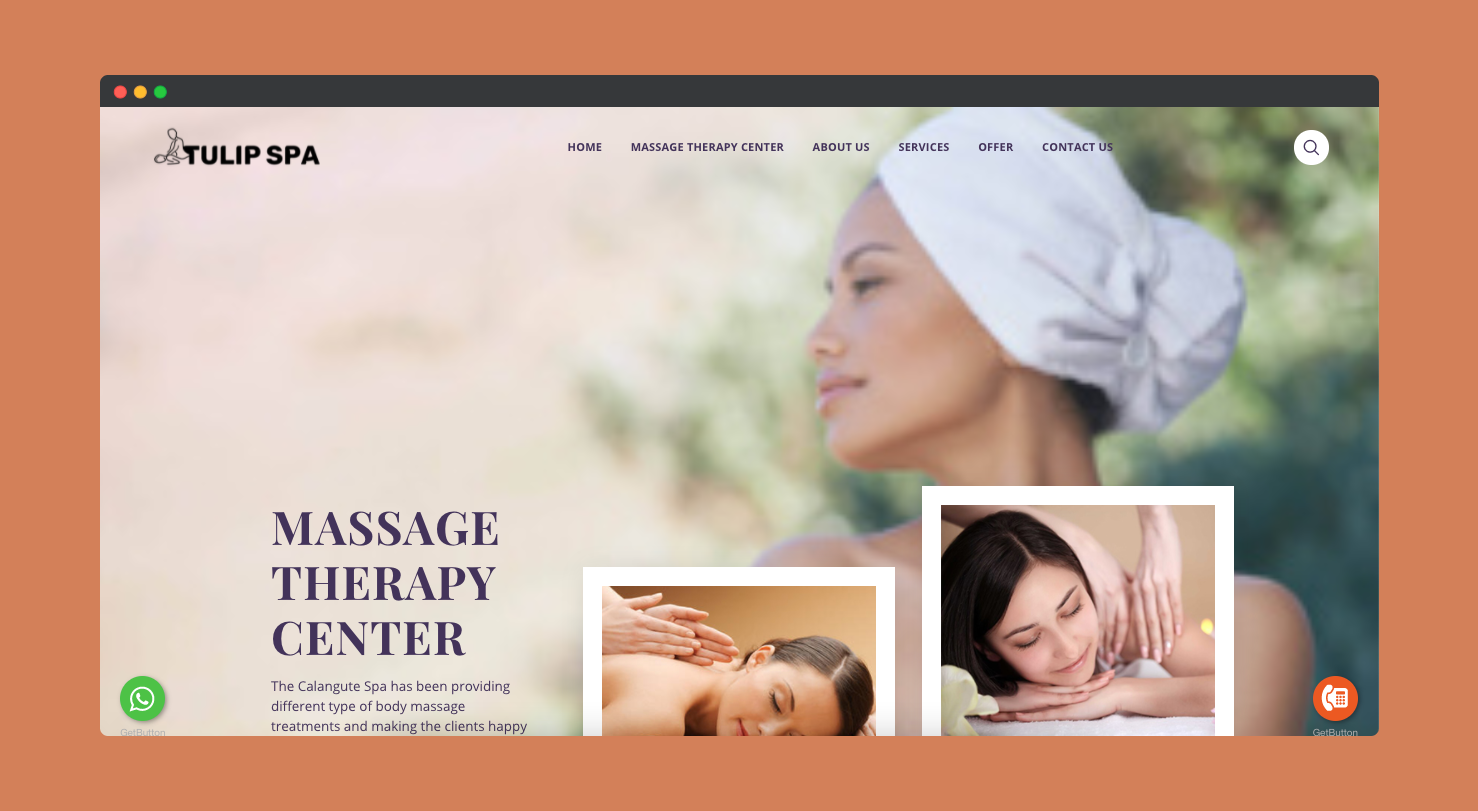 TULIP SPA
HOME MASSAGE THERAPY CENTER ABOUT US SERVICES OFFER CONTACT US
MASSAGE
THERAPY
CENTER
The Calangute Spa has been providing
different type of body massage
treatments and making the clients happy
GetButton
GetButton